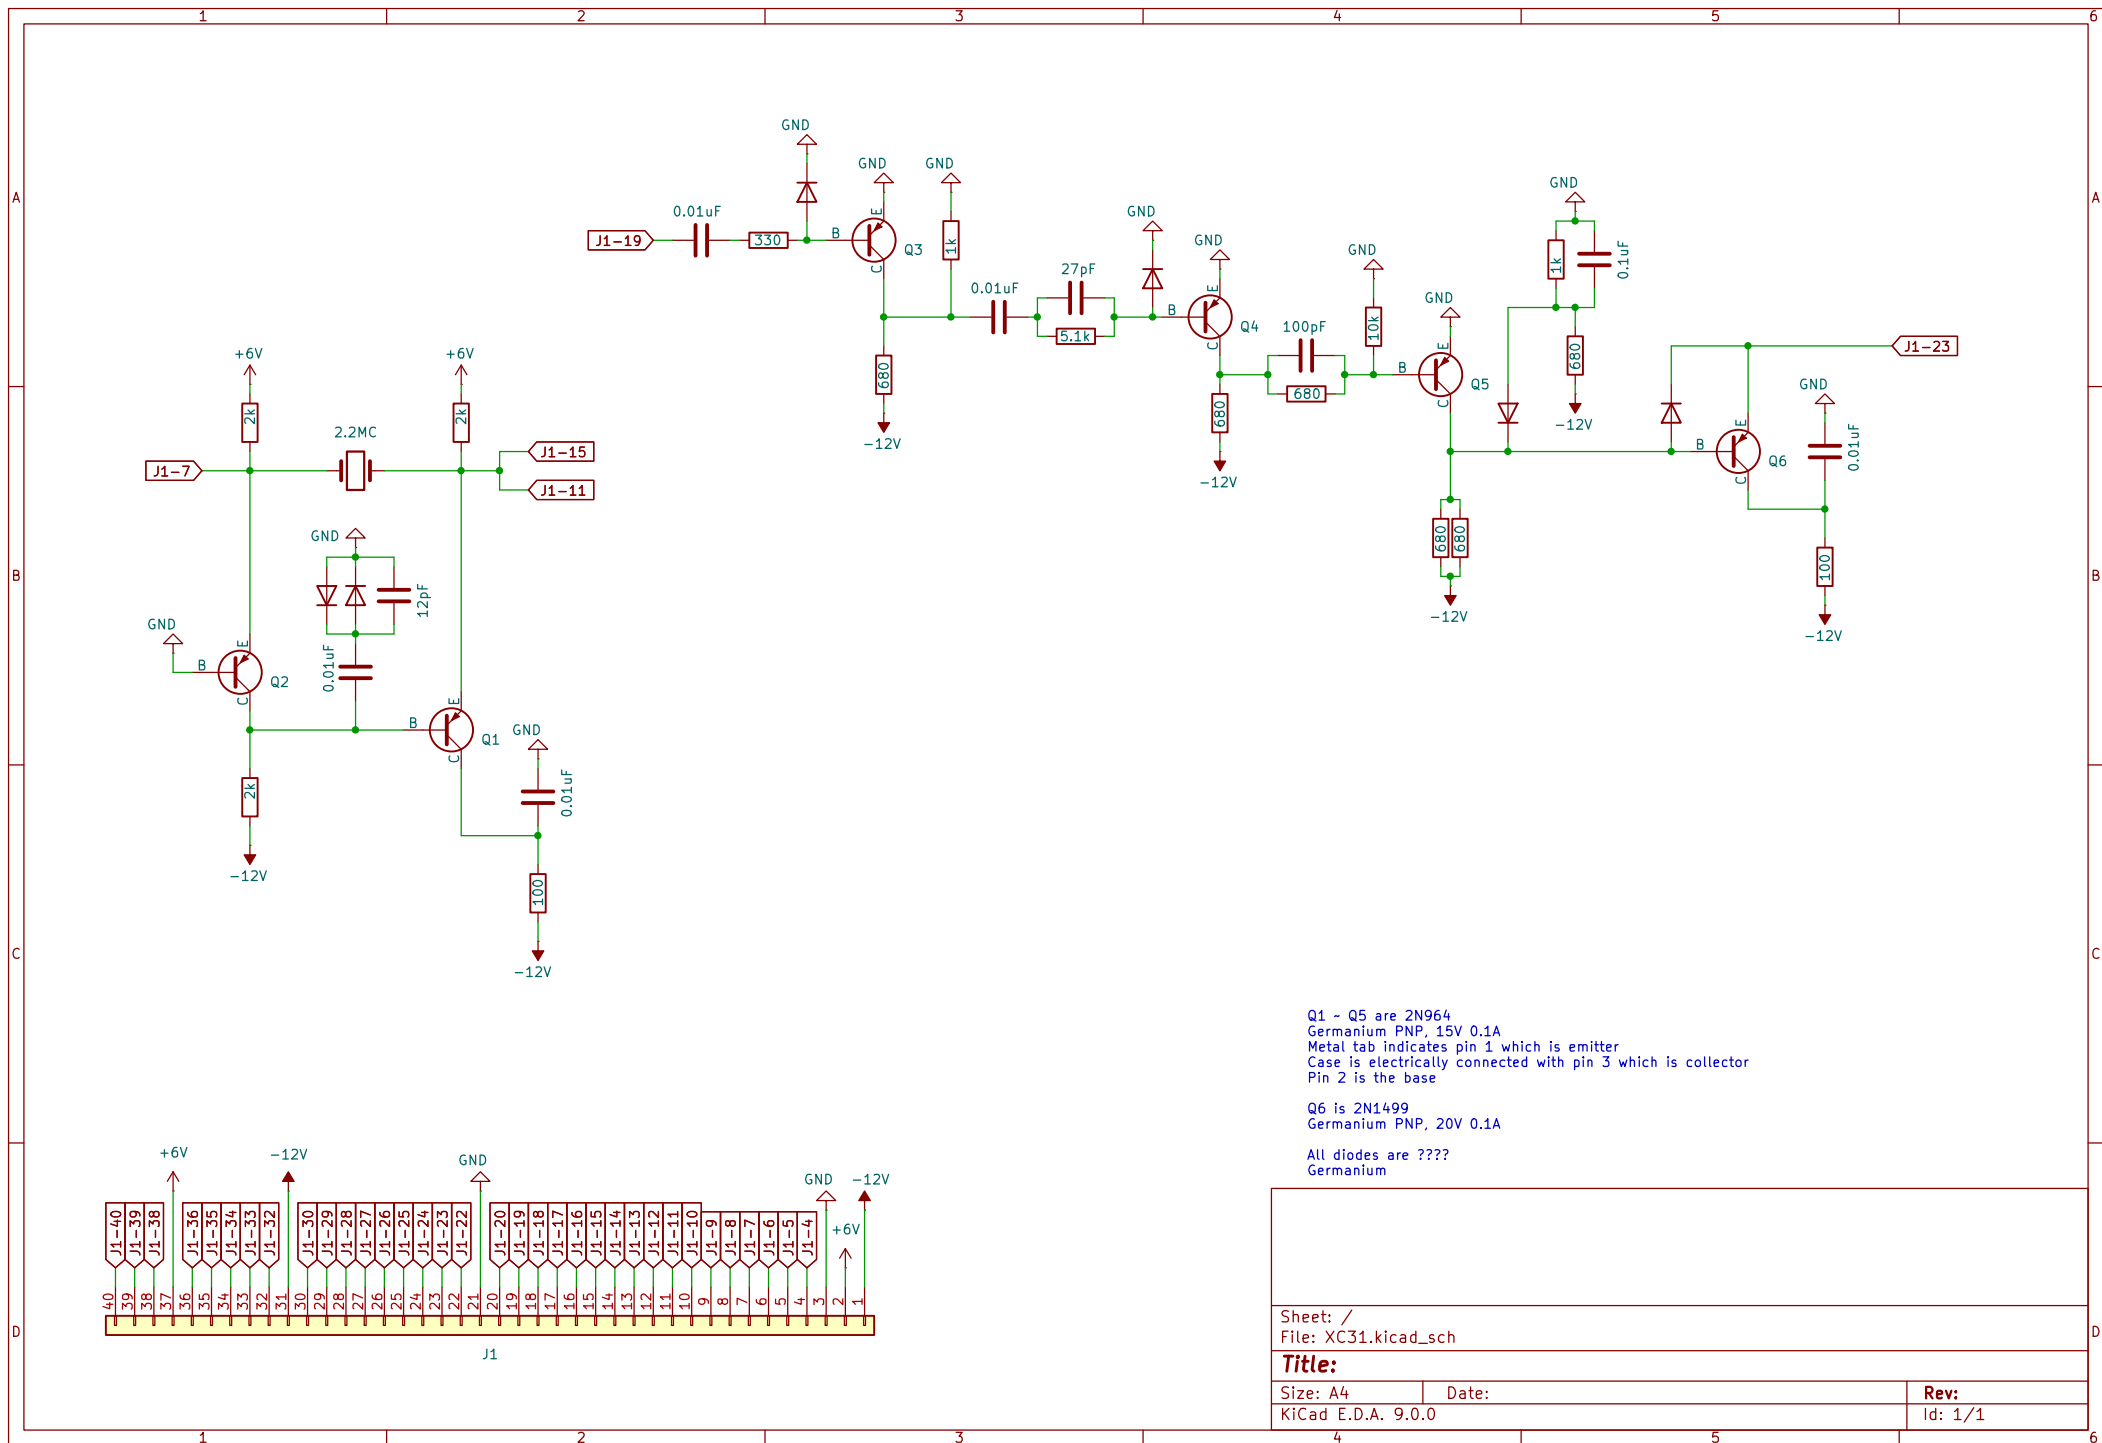 1 2 3 4 5 6
A
GND
GND GND
GND
0.01uF
J1-19
330
B
E
C
Q3
1k
0.01uF
27pF
5.1k
680
-12V
GND
GND
B
E
C
Q4
680
-12V
100pF
680
GND
10k
GND
B
E
C
Q5
680
680
-12V
GND
1k
0.1uF
680
-12V
J1-23
B
E
C
Q6
GND
0.01uF
100
-12V
A
+6V
+6V
2k
2k
2.2MC
J1-7
J1-15
J1-11
B
GND
12pF
GND
0.01uF
B
E
C
Q2
B
E
C
Q1
GND
0.01uF
2k
-12V
100
-12V
B
C
C
Q1 ~ Q5 are 2N964
Germanium PNP, 15V 0.1A
Metal tab indicates pin 1 which is emitter
Case is electrically connected with pin 3 which is collector
Pin 2 is the base
Q6 is 2N1499
Germanium PNP, 20V 0.1A
All diodes are ????
Germanium
+6V
-12V
GND
GND
-12V
+6V
J1-40 J1-39 J1-38 J1-36 J1-35 J1-34 J1-33 J1-32 J1-30 J1-29 J1-28 J1-27 J1-26 J1-25 J1-24 J1-23 J1-22 J1-20 J1-19 J1-18 J1-17 J1-16 J1-15 J1-14 J1-13 J1-12 J1-11 J1-10 J1-9 J1-8 J1-7 J1-6 J1-5 J1-4
40 39 38 37 36 35 34 33 32 31 30 29 28 27 26 25 24 23 22 21 20 19 18 17 16 15 14 13 12 11 10 9 8 7 6 5 4 3 2 1
J1
D
D
Sheet: /
File: XC31.kicad_sch
Title:
Size: A4 Date: Rev:
KiCad E.D.A. 9.0.0 Id: 1/1
1 2 3 4 5 6